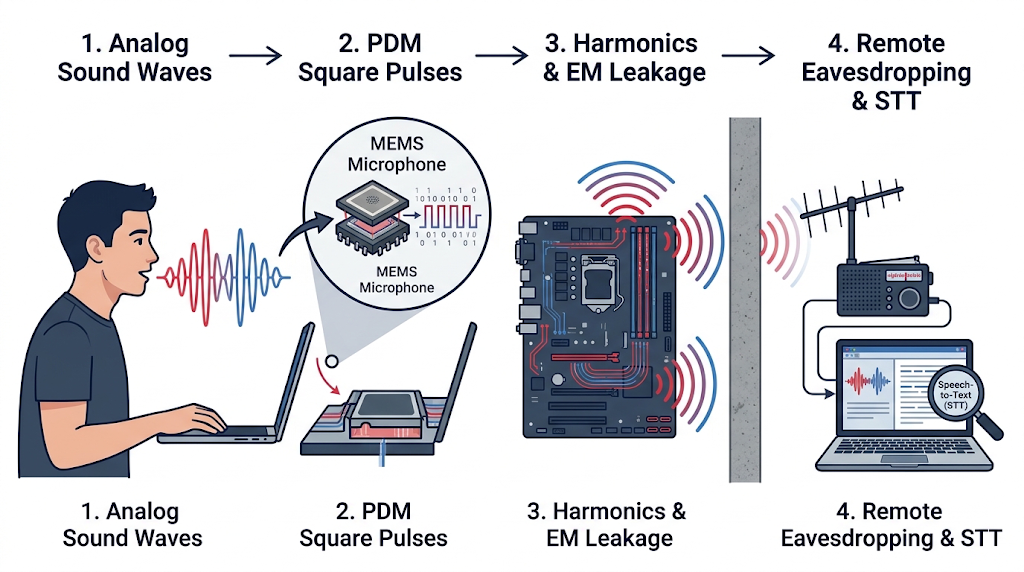 1. Analog
Sound Waves
2. PDM
Square Pulses
3. Harmonics
& EM Leakage
4. Remote
Eavesdropping
& STT
MEMS
Microphone
MEMS
Microphone
Speech-
to-Text
(STT)
1. Analog
Sound Waves
2. PDM
Square Pulses
3. Harmonics &
EM Leakage
4. Remote
Eavesdropping & STT